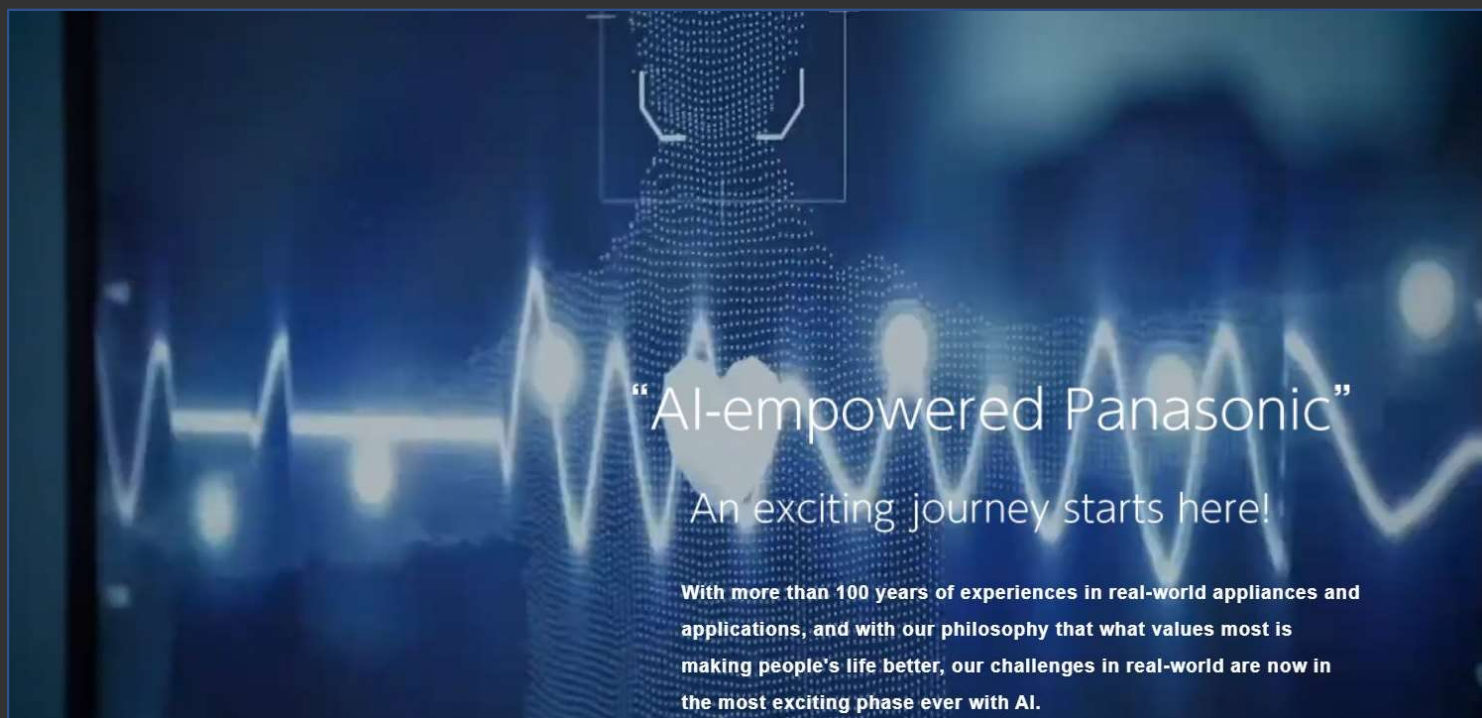 “AI-empowered Panasonic”
An exciting journey starts here!
With more than 100 years of experiences in real-world appliances and
applications, and with our philosophy that what values most is
making people's life better, our challenges in real-world are now in
the most exciting phase ever with AI.